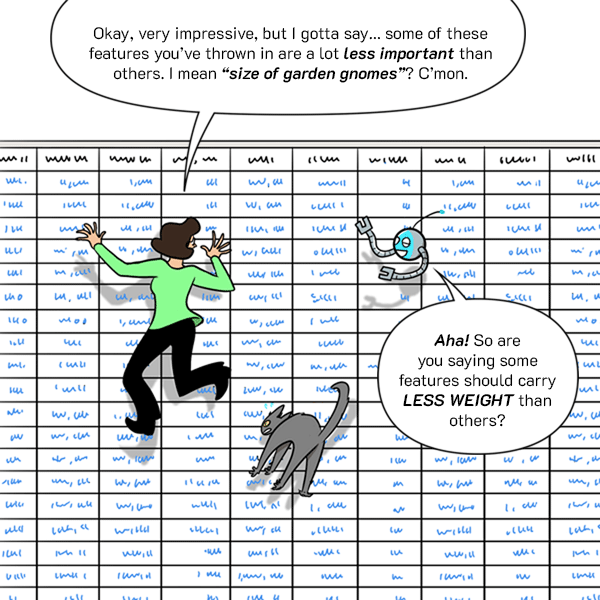 Okay, very impressive, but I gotta say... some of these
features you've thrown in are a lot less important than
others. I mean "size of garden gnomes"? C'mon.
Aha! So are
you saying some
features should carry
LESS WEIGHT than
others?